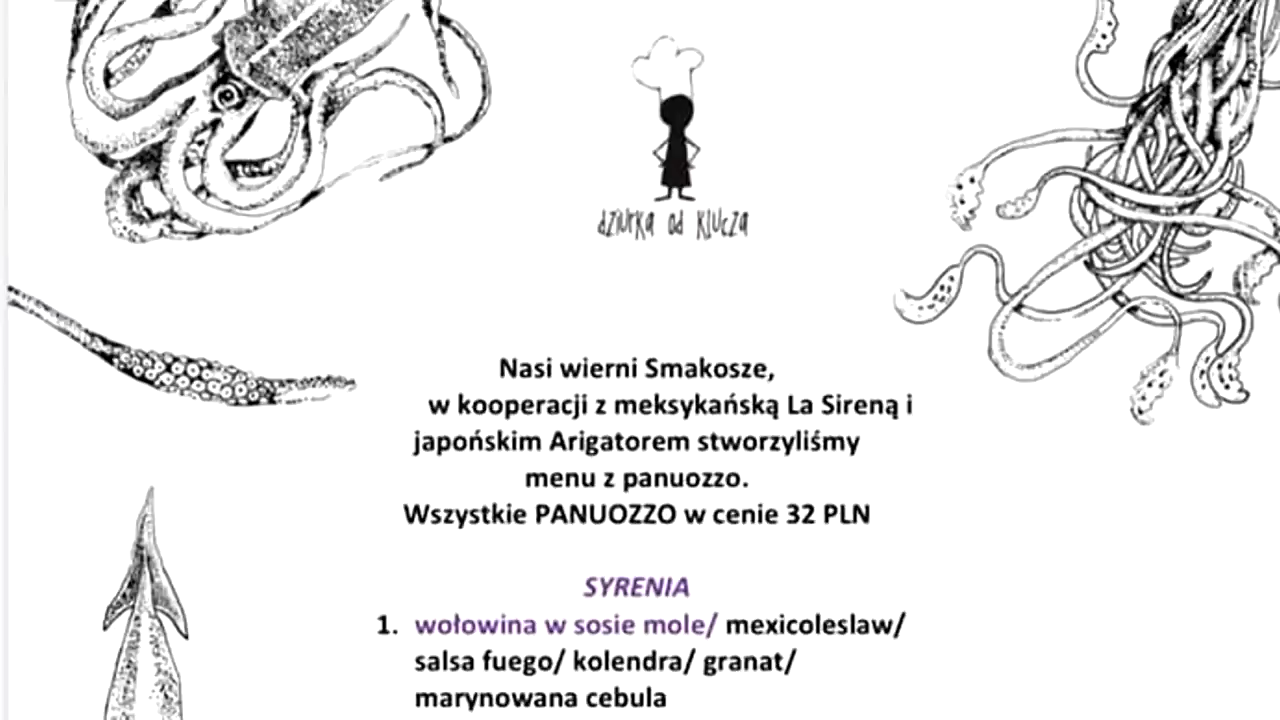 dziurka od klucza
Nasi wierni Smakosze,
w kooperacji z meksykańską La Sireną i
japońskim Arigatorem stworzyliśmy
menu z panuozzo.
Wszystkie PANUOZZO w cenie 32 PLN
SYRENIA
1. wołowina w sosie mole/ mexicoleslaw/
salsa fuego/ kolendra/ granat/
marynowana cebula